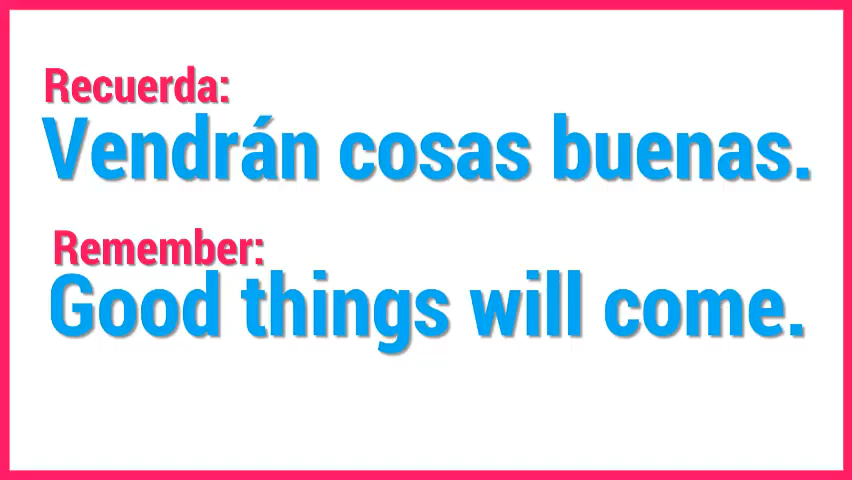 Recuerda:
Vendrán cosas buenas.
Remember:
Good things will come.